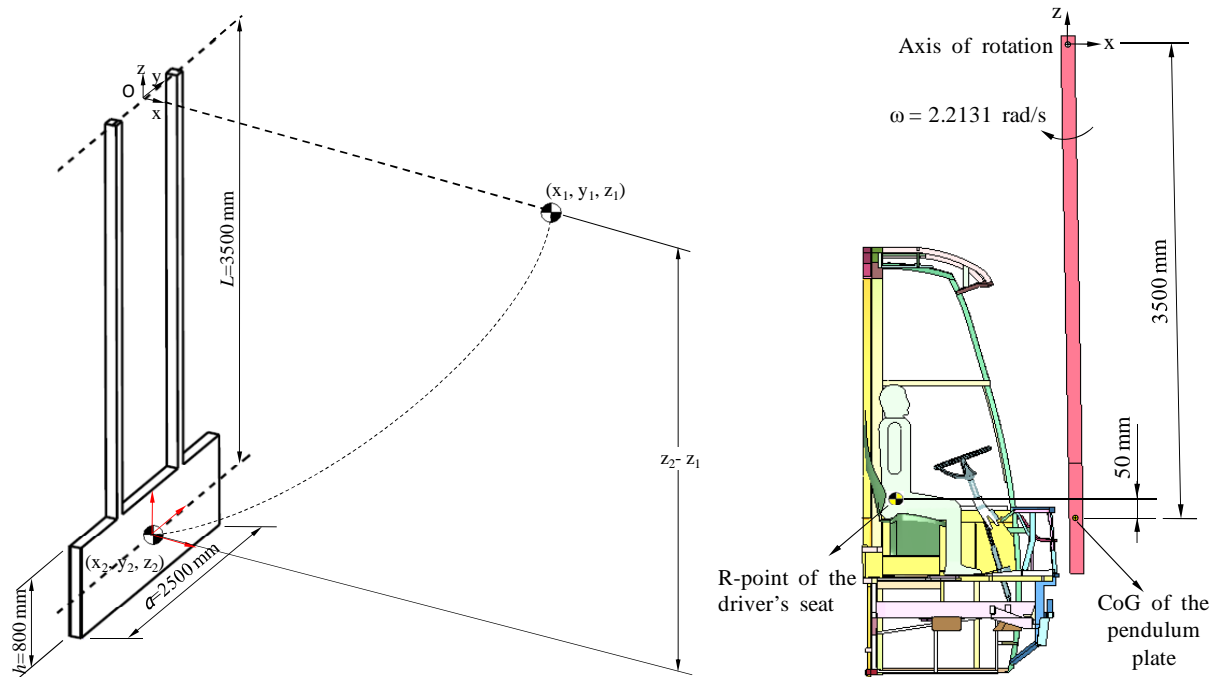 z
y
O
x
(x₁, y₁, z₁)
L=3500 mm
z₂- z₁
(x₂, y₂, z₂)
a=2500 mm
h=800 mm
z
Axis of rotation
x
ω = 2.2131 rad/s
3500 mm
50 mm
R-point of the
driver’s seat
CoG of the
pendulum
plate